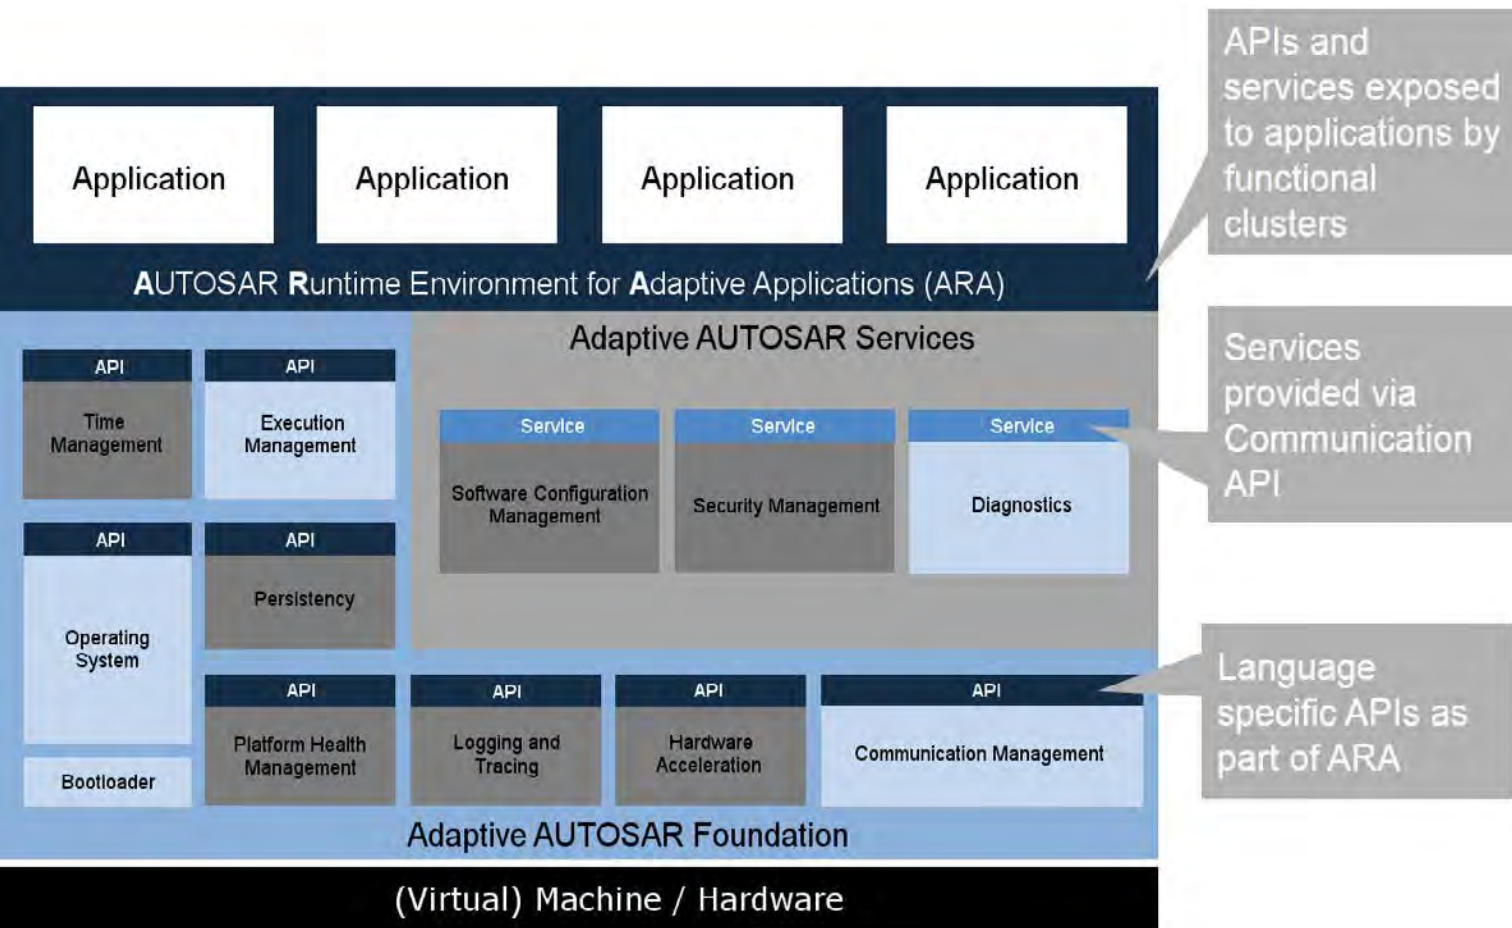 APIs and
services exposed
to applications by
functional
clusters
Application
Application
Application
Application
AUTOSAR Runtime Environment for Adaptive Applications (ARA)
Adaptive AUTOSAR Services
API
Time
Management
API
Execution
Management
Service
Software Configuration
Management
Service
Security Management
Service
Diagnostics
Services
provided via
Communication
API
API
Operating
System
API
Persistency
Bootloader
API
Platform Health
Management
API
Logging and
Tracing
API
Hardware
Acceleration
API
Communication Management
Language
specific APIs as
part of ARA
Adaptive AUTOSAR Foundation
(Virtual) Machine / Hardware